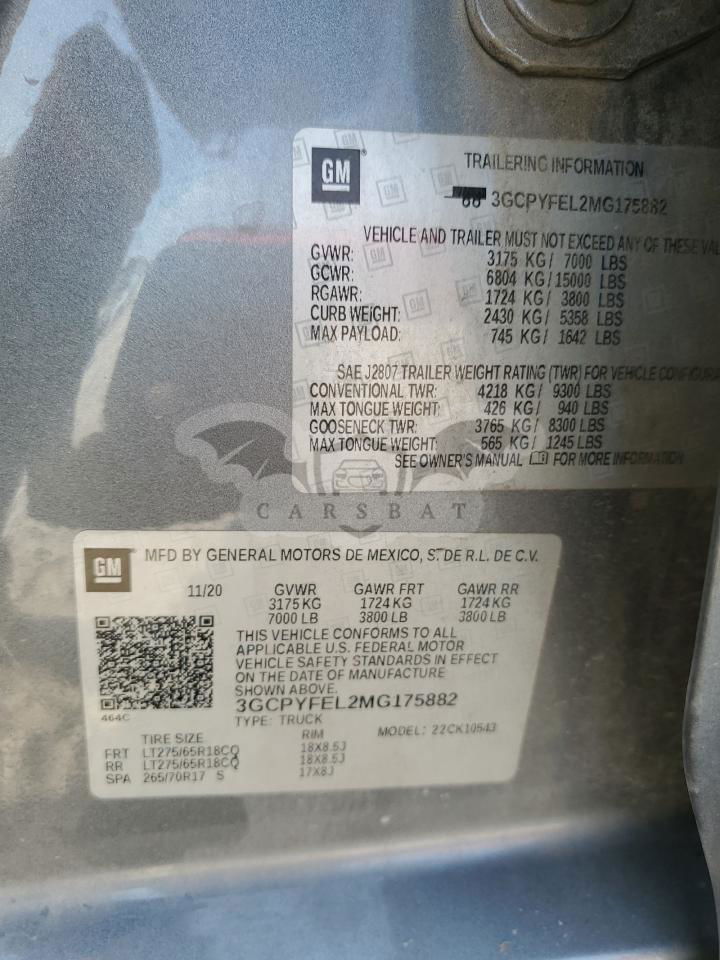 GM
TRAILERING INFORMATION
3GCPYFEL2MG175882
VEHICLE AND TRAILER MUST NOT EXCEED ANY OF THESE
GVWR: 3175 KG/ 7000 LBS
GCWR: 6804 KG/15000 LBS
RGAWR: 1724 KG/ 3800 LBS
CURB WEIGHT: 2430 KG/ 5358 LBS
MAX PAYLOAD: 745 KG/ 1642 LBS
SAE J2807 TRAILER WEIGHT RATING (TWR) FOR VEHICLE
CONVENTIONAL TWR: 4218 KG/ 9300 LBS
MAX TONGUE WEIGHT: 426 KG/ 940 LBS
GOOSENECK TWR: 3765 KG/ 8300 LBS
MAX TONGUE WEIGHT: 565 KG/ 1245 LBS
SEE OWNER'S MANUAL FOR MORE INFORMATION
CARSBAT
GM
MFD BY GENERAL MOTORS DE MEXICO, S. DE R.L. DE C.V.
11/20 GVWR GAWR FRT GAWR RR
3175 KG 1724 KG 1724 KG
7000 LB 3800 LB 3800 LB
THIS VEHICLE CONFORMS TO ALL
APPLICABLE U.S. FEDERAL MOTOR
VEHICLE SAFETY STANDARDS IN EFFECT
ON THE DATE OF MANUFACTURE
SHOWN ABOVE.
3GCPYFEL2MG175882
464C TYPE: TRUCK MODEL: 22CK10543
TIRE SIZE RIM
FRT LT275/65R18CQ 18X8.5J
RR LT275/65R18CQ 18X8.5J
SPA 265/70R17 S 17X8J